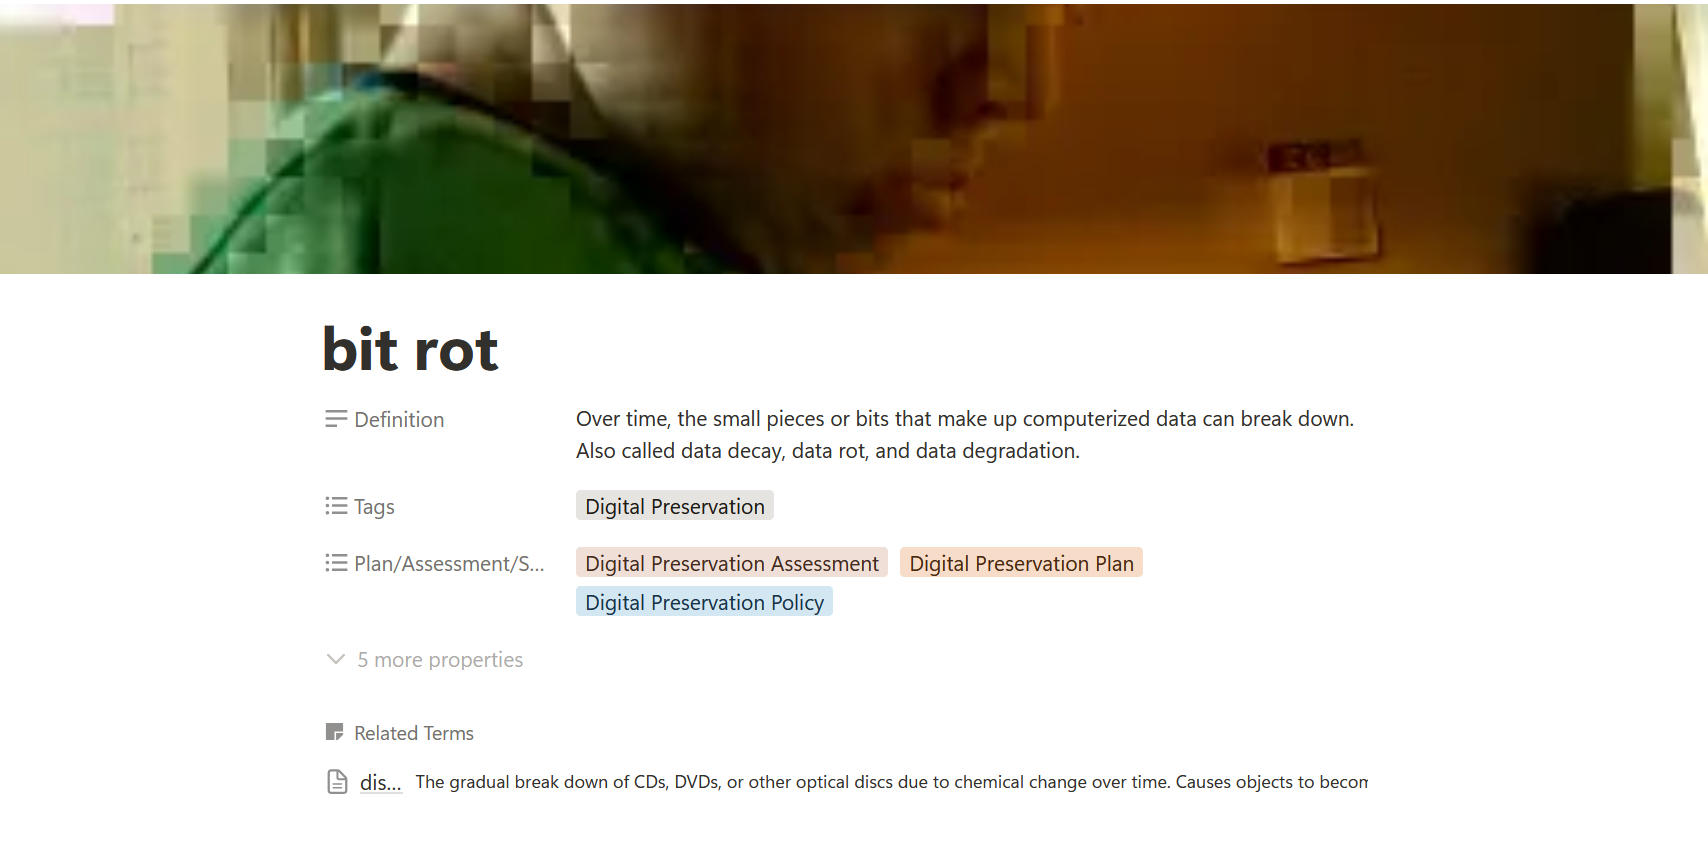 bit rot
Definition
Over time, the small pieces or bits that make up computerized data can break down.
Also called data decay, data rot, and data degradation.
Tags
Digital Preservation
Plan/Assessment/S...
Digital Preservation Assessment Digital Preservation Plan
Digital Preservation Policy
5 more properties
Related Terms
dis... The gradual break down of CDs, DVDs, or other optical discs due to chemical change over time. Causes objects to becom